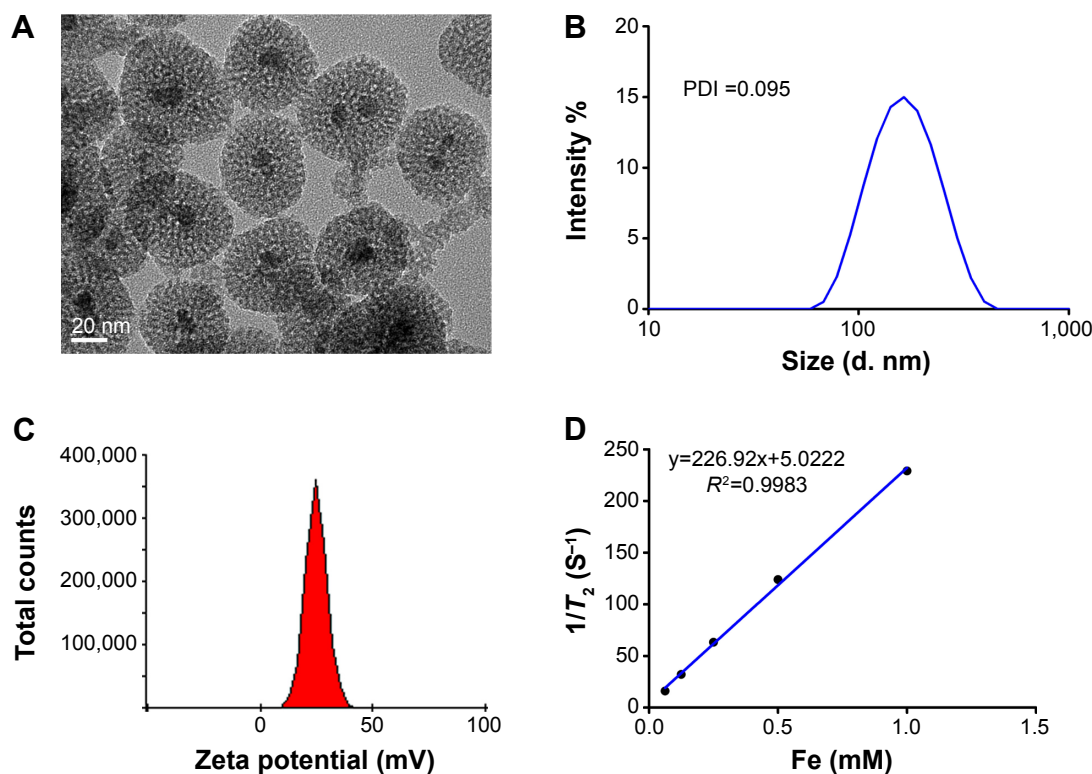 A
20 nm
B
20
15
10
5
0
Intensity %
PDI =0.095
10
100
1,000
Size (d. nm)
C
400,000
300,000
200,000
100,000
Total counts
0
50
100
Zeta potential (mV)
D
250
200
150
100
50
0
1/T₂ (S⁻¹)
y=226.92x+5.0222
R²=0.9983
0.0
0.5
1.0
1.5
Fe (mM)